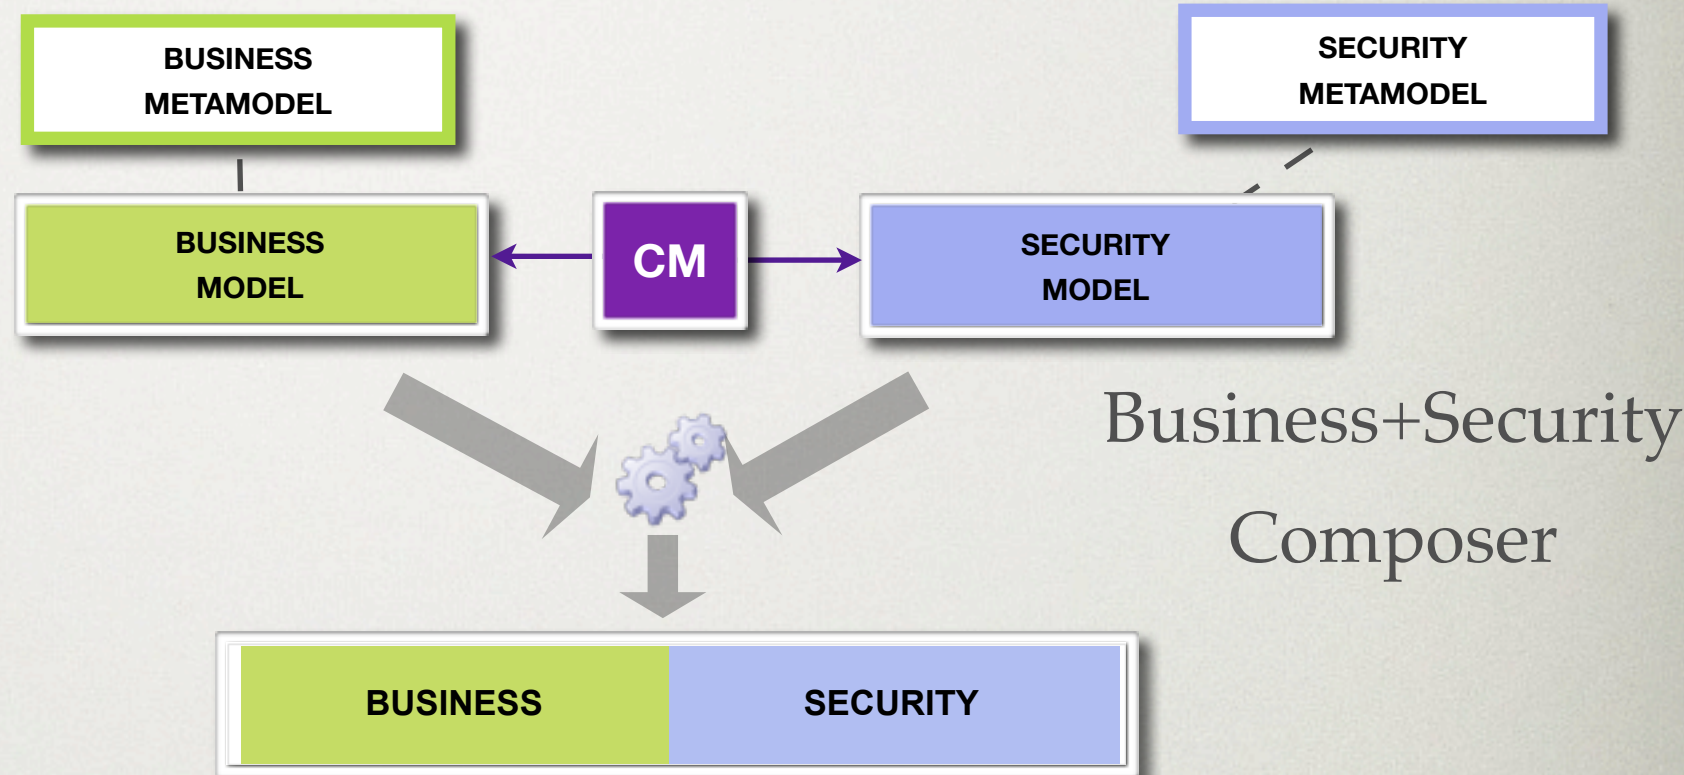 BUSINESS
METAMODEL
SECURITY
METAMODEL
BUSINESS
MODEL
CM
SECURITY
MODEL
Business+Security
Composer
BUSINESS
SECURITY